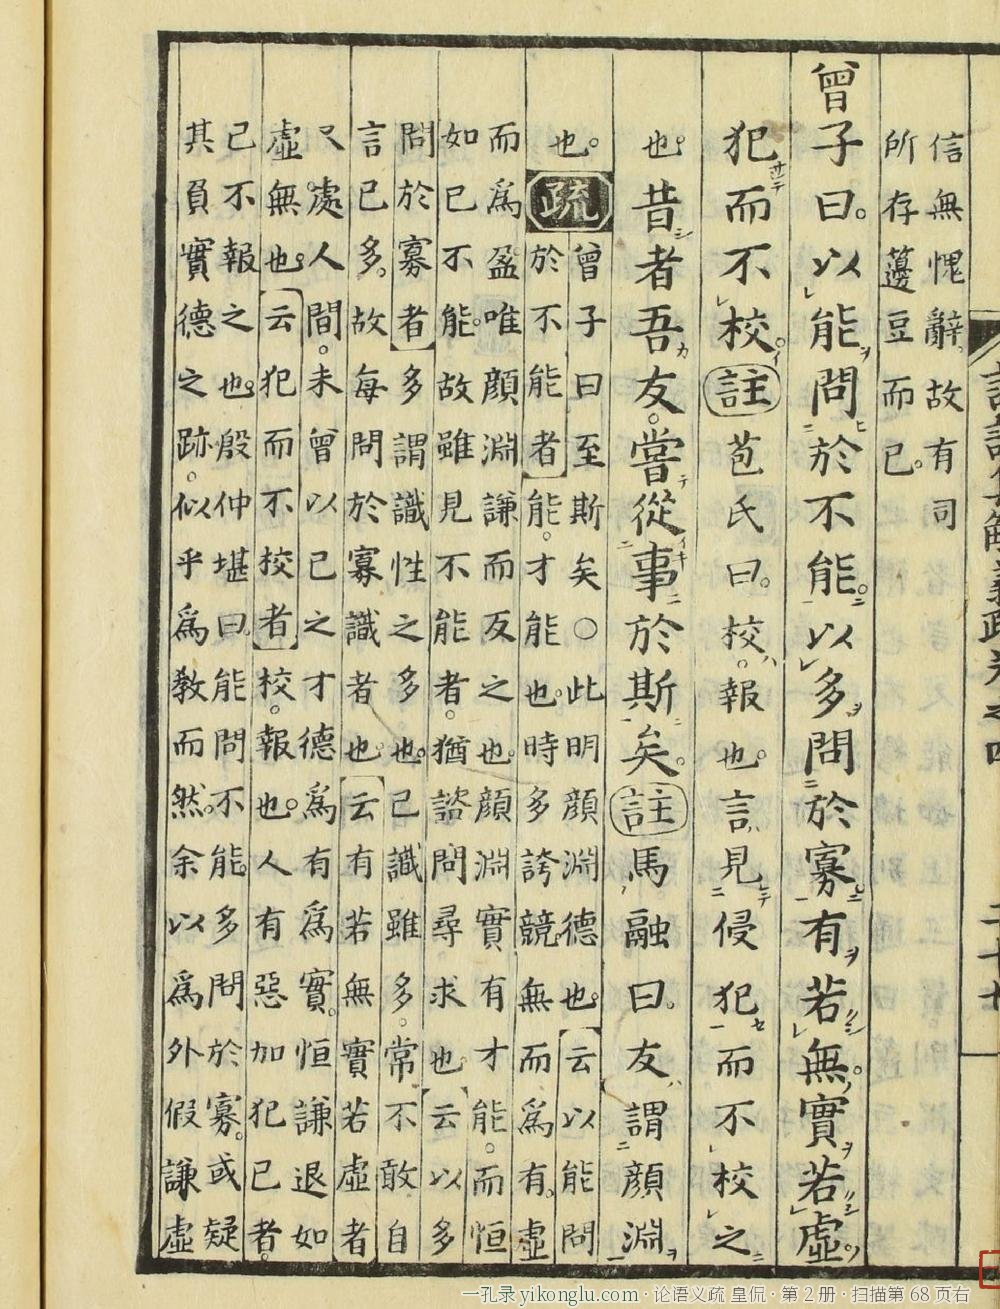 信無愧辭故有司
所存籩豆而已
曾子曰以能問於不能以多問於寡有若無實若虛
犯而不校註苞氏曰校報也言見侵犯而不校之
也昔者吾友嘗從事於斯矣註馬融曰友謂顏淵
也疏
曾子曰至斯矣○此明顏淵德也云以能問
於不能者能才能也時多誇競無而爲有虛
而爲盈唯顏淵謙而反之也顏淵實有才能而恒
如已不能故雖見不能者猶諮問尋求也云以多
問於寡者多謂識性之多也已識雖多常不敢自
言已多故每問於寡識者也云有若無實若虛者
人處人間未曾以已之才德爲有爲實恒謙退如
虛無也云犯而不校者校報也人有惡加犯已者
已不報之也殷仲堪曰能問不能多問於寡或疑
其負實德之跡似乎爲教而然余以爲外假謙虛
一孔录 yikonglu.com · 论语义疏 皇侃 · 第 2 册 · 扫描第 68 页右